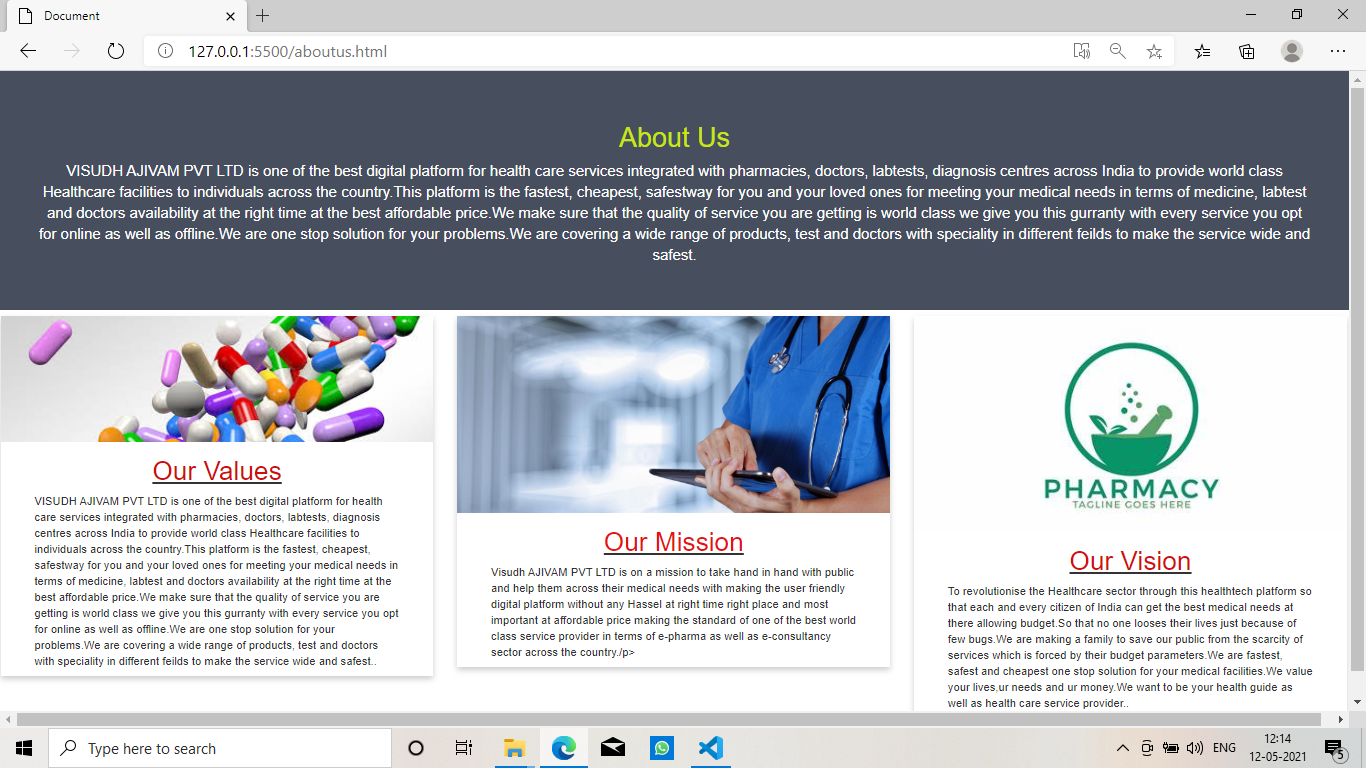 Document
127.0.0.1:5500/aboutus.html
About Us
VISUDH AJIVAM PVT LTD is one of the best digital platform for health care services integrated with pharmacies, doctors, labtests, diagnosis centres across India to provide world class
Healthcare facilities to individuals across the country.This platform is the fastest, cheapest, safestway for you and your loved ones for meeting your medical needs in terms of medicine, labtest
and doctors availability at the right time at the best affordable price.We make sure that the quality of service you are getting is world class we give you this gurranty with every service you opt
for online as well as offline.We are one stop solution for your problems.We are covering a wide range of products, test and doctors with speciality in different feilds to make the service wide and
safest.
Our Values
VISUDH AJIVAM PVT LTD is one of the best digital platform for health
care services integrated with pharmacies, doctors, labtests, diagnosis
centres across India to provide world class Healthcare facilities to
individuals across the country.This platform is the fastest, cheapest,
safestway for you and your loved ones for meeting your medical needs in
terms of medicine, labtest and doctors availability at the right time at the
best affordable price.We make sure that the quality of service you are
getting is world class we give you this gurranty with every service you opt
for online as well as offline.We are one stop solution for your
problems.We are covering a wide range of products, test and doctors
with speciality in different feilds to make the service wide and safest..
Our Mission
Visudh AJIVAM PVT LTD is on a mission to take hand in hand with public
and help them across their medical needs with making the user friendly
digital platform without any Hassel at right time right place and most
important at affordable price making the standard of one of the best world
class service provider in terms of e-pharma as well as e-consultancy
sector across the country./p>
PHARMACY
TAGLINE GOES HERE
Our Vision
To revolutionise the Healthcare sector through this healthtech platform so
that each and every citizen of India can get the best medical needs at
there allowing budget.So that no one looses their lives just because of
few bugs.We are making a family to save our public from the scarcity of
services which is forced by their budget parameters.We are fastest,
safest and cheapest one stop solution for your medical facilities.We value
your lives,ur needs and ur money.We want to be your health guide as
well as health care service provider..
Type here to search
ENG
12:14
12-05-2021
5